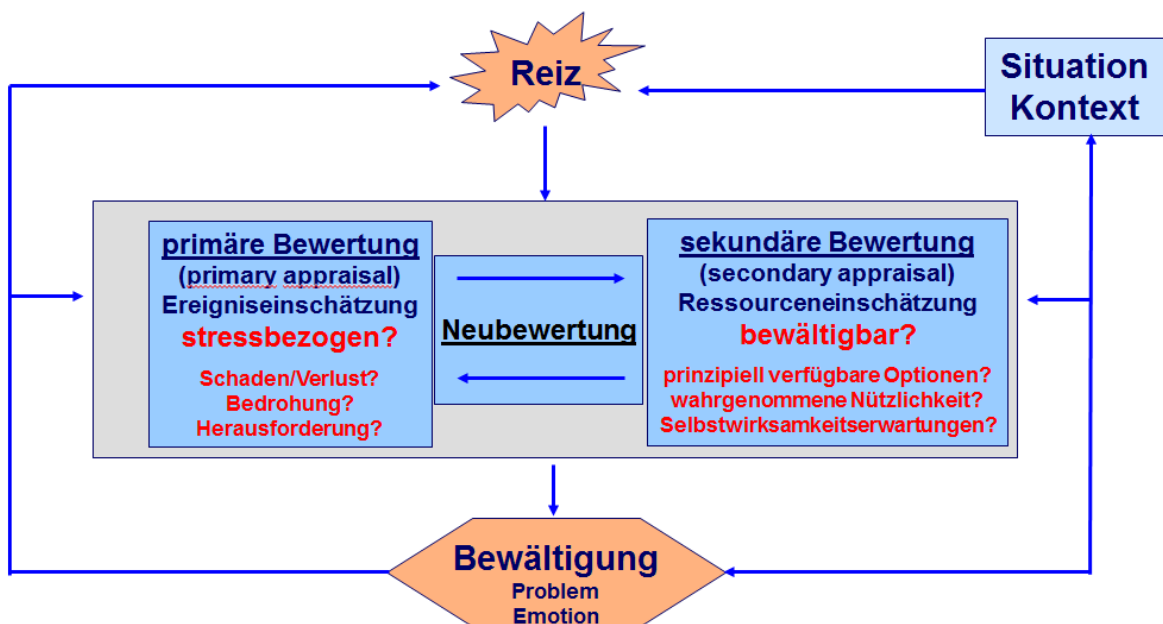 Reiz
Situation
Kontext
primäre Bewertung
(primary appraisal)
Ereigniseinschätzung
stressbezogen?
Schaden/Verlust?
Bedrohung?
Herausforderung?
Neubewertung
sekundäre Bewertung
(secondary appraisal)
Ressourceneinschätzung
bewältigbar?
prinzipiell verfügbare Optionen?
wahrgenommene Nützlichkeit?
Selbstwirksamkeitserwartungen?
Bewältigung
Problem
Emotion